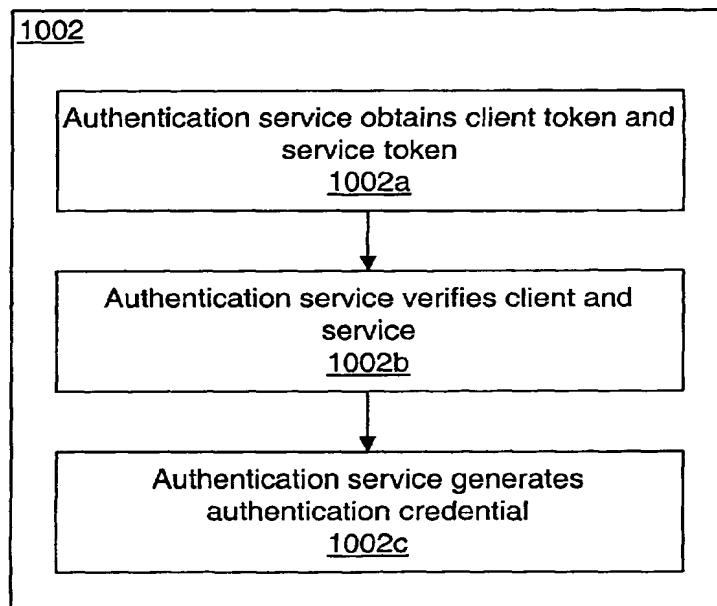 1002
Authentication service obtains client token and
service token
1002a
Authentication service verifies client and
service
1002b
Authentication service generates
authentication credential
1002c